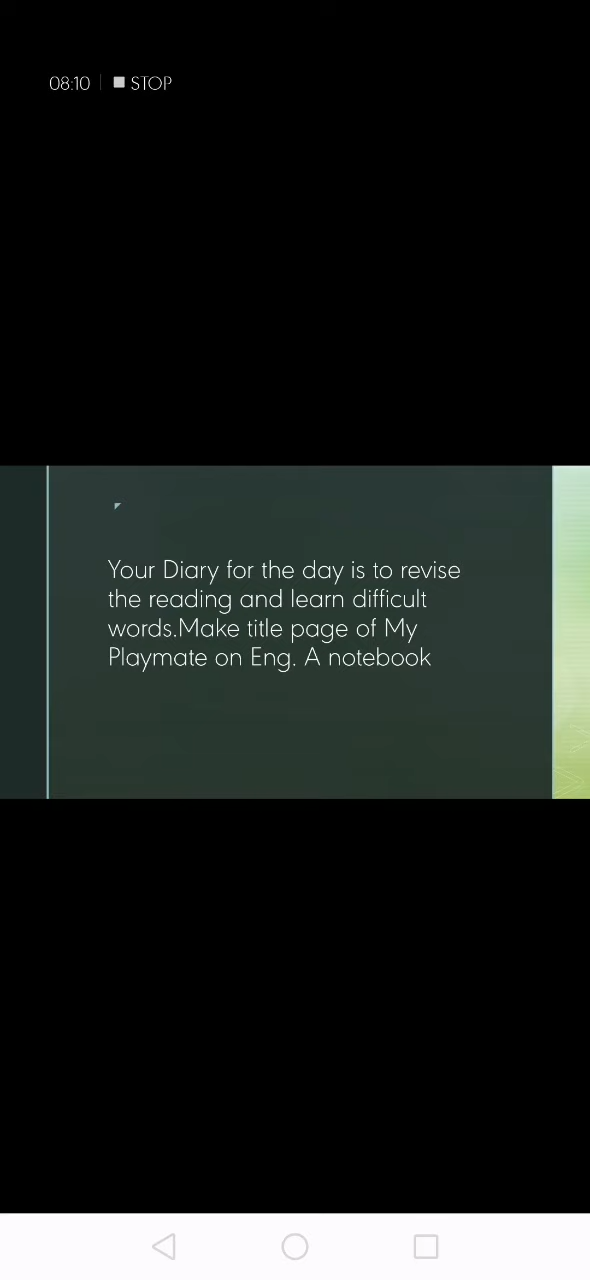 08:10 STOP
Your Diary for the day is to revise
the reading and learn difficult
words.Make title page of My
Playmate on Eng. A notebook